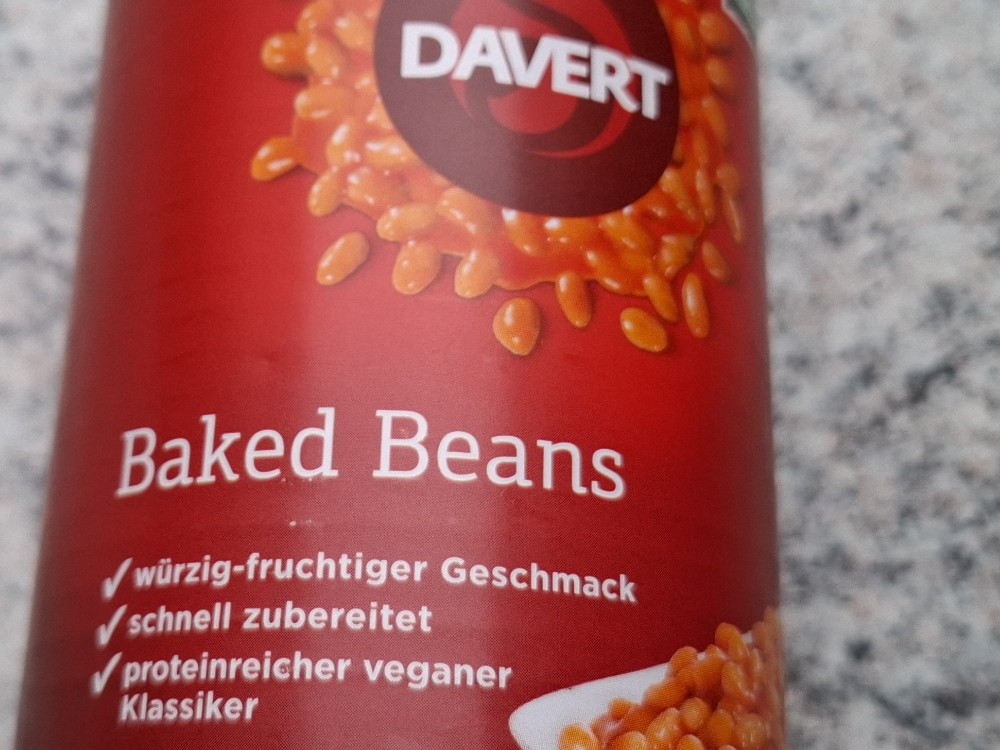 DAVERT
Baked Beans
✓würzig-fruchtiger Geschmack
✓schnell zubereitet
✓proteinreicher veganer
Klassiker